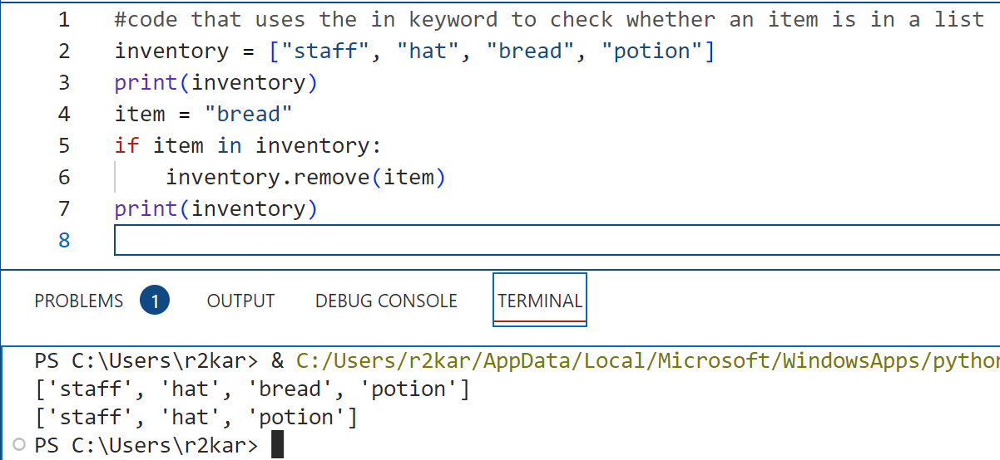 1 #code that uses the in keyword to check whether an item is in a list
2 inventory = ["staff", "hat", "bread", "potion"]
3 print(inventory)
4 item = "bread"
5 if item in inventory:
6     inventory.remove(item)
7 print(inventory)
8
PROBLEMS 1 OUTPUT DEBUG CONSOLE TERMINAL
PS C:\Users\r2kar> & C:/Users/r2kar/AppData/Local/Microsoft/WindowsApps/python
['staff', 'hat', 'bread', 'potion']
['staff', 'hat', 'potion']
PS C:\Users\r2kar>